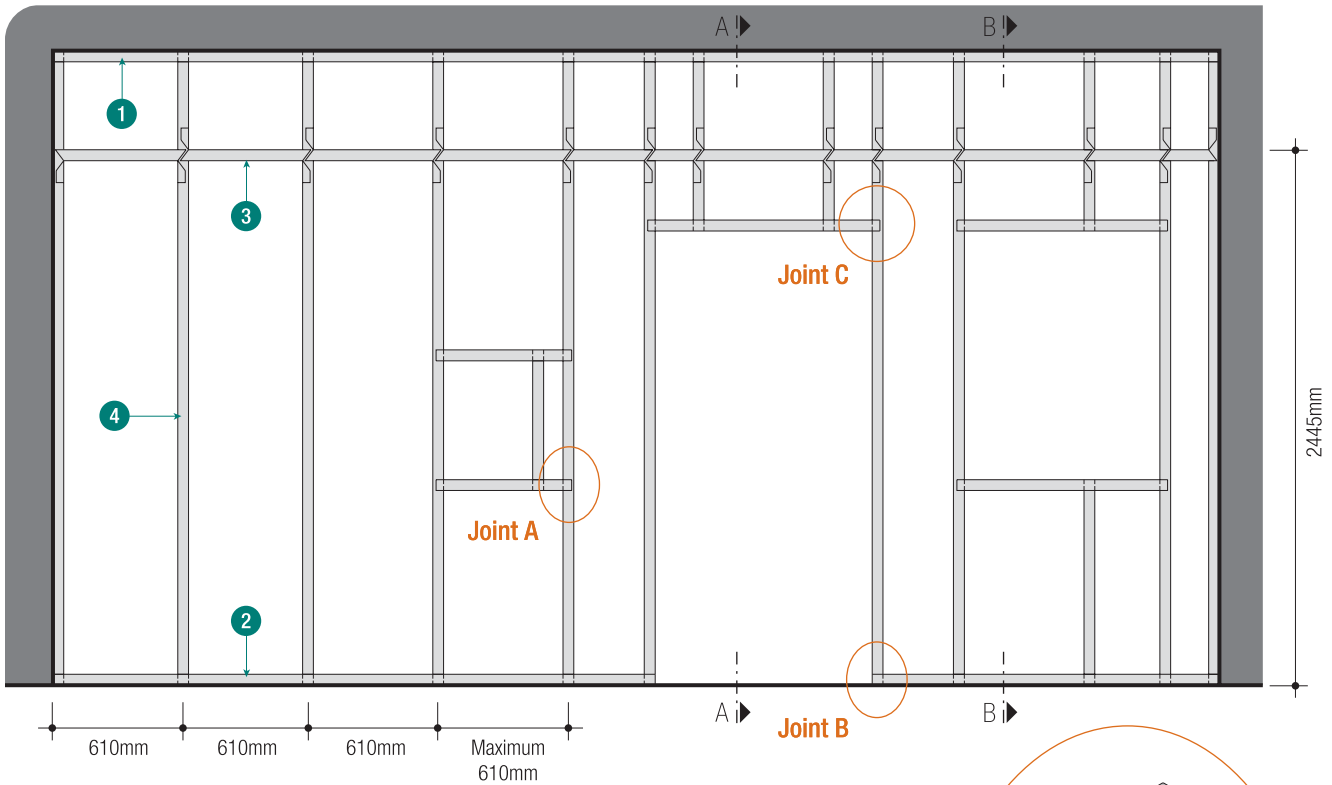 A
B
1
3
Joint C
4
2445mm
Joint A
2
A
B
Joint B
610mm
610mm
610mm
Maximum
610mm